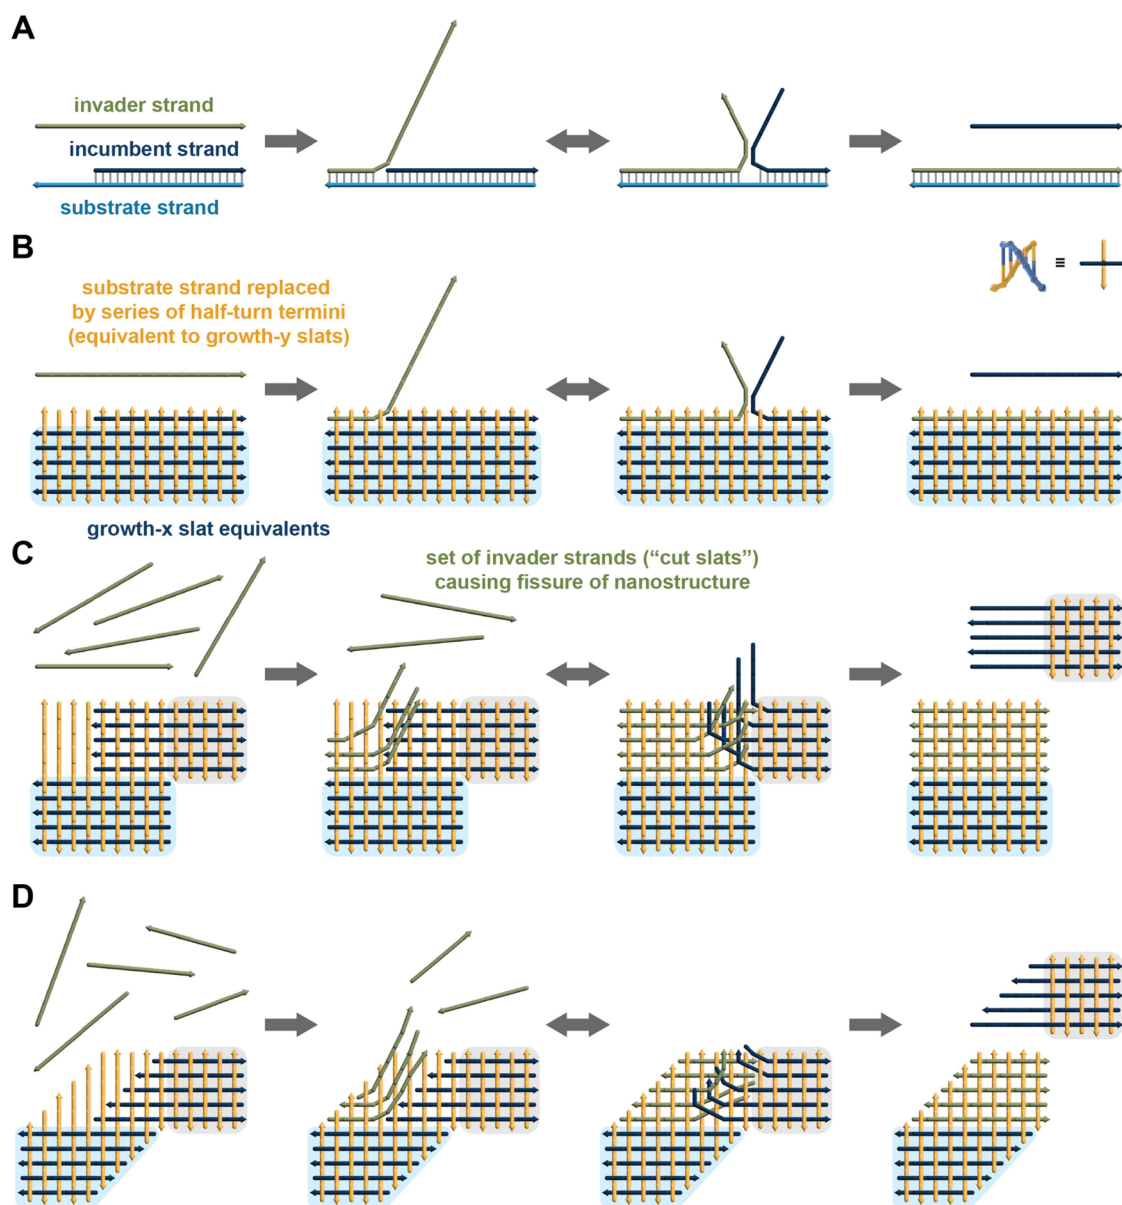 A
invader strand
incumbent strand
substrate strand
B
substrate strand replaced
by series of half-turn termini
(equivalent to growth-y slats)
≡
growth-x slat equivalents
C
set of invader strands (“cut slats”)
causing fissure of nanostructure
D